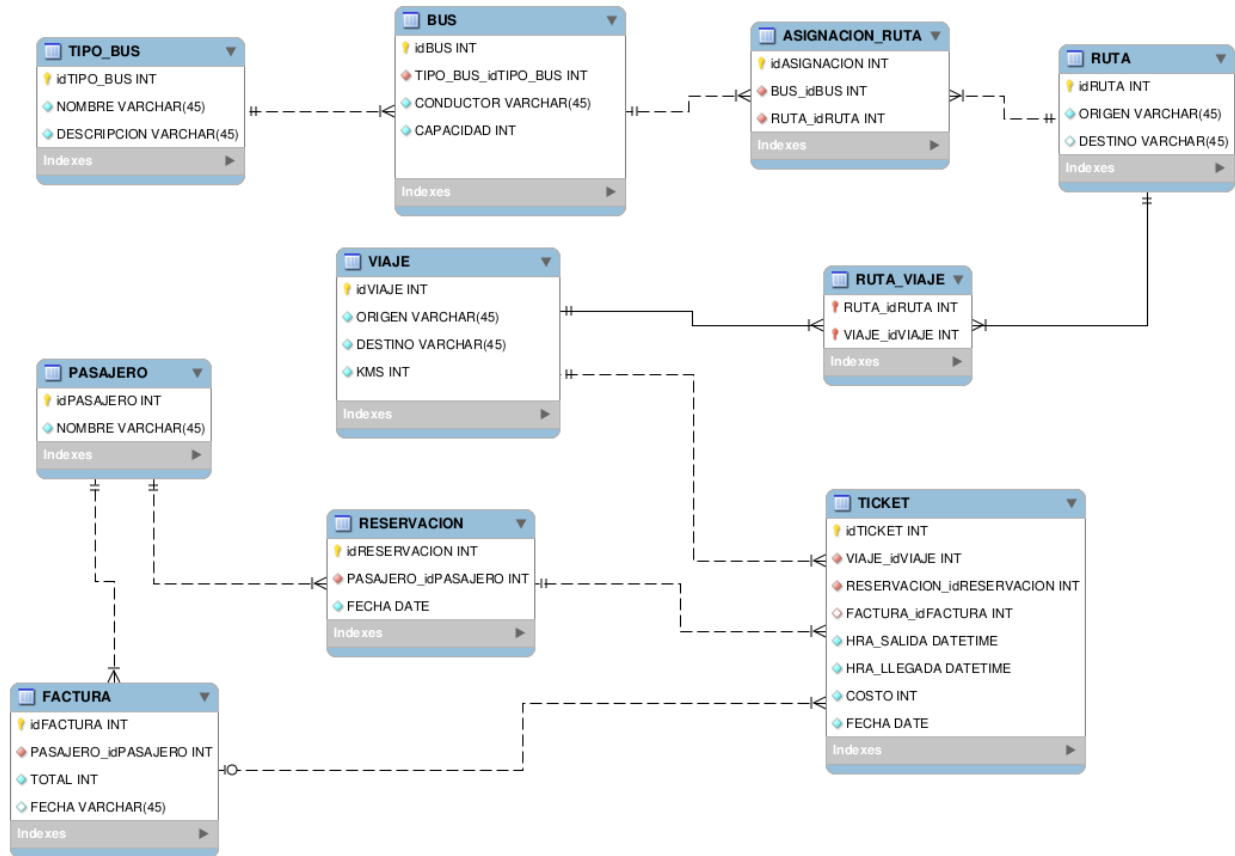 TIPO_BUS
idTIPO_BUS INT
NOMBRE VARCHAR(45)
DESCRIPCION VARCHAR(45)
Indexes
BUS
idBUS INT
TIPO_BUS_idTIPO_BUS INT
CONDUCTOR VARCHAR(45)
CAPACIDAD INT
Indexes
ASIGNACION_RUTA
idASIGNACION INT
BUS_idBUS INT
RUTA_idRUTA INT
Indexes
RUTA
idRUTA INT
ORIGEN VARCHAR(45)
DESTINO VARCHAR(45)
Indexes
VIAJE
idVIAJE INT
ORIGEN VARCHAR(45)
DESTINO VARCHAR(45)
KMS INT
Indexes
RUTA_VIAJE
RUTA_idRUTA INT
VIAJE_idVIAJE INT
Indexes
PASAJERO
idPASAJERO INT
NOMBRE VARCHAR(45)
Indexes
RESERVACION
idRESERVACION INT
PASAJERO_idPASAJERO INT
FECHA DATE
Indexes
TICKET
idTICKET INT
VIAJE_idVIAJE INT
RESERVACION_idRESERVACION INT
FACTURA_idFACTURA INT
HRA_SALIDA DATETIME
HRA_LLEGADA DATETIME
COSTO INT
FECHA DATE
Indexes
FACTURA
idFACTURA INT
PASAJERO_idPASAJERO INT
TOTAL INT
FECHA VARCHAR(45)
Indexes